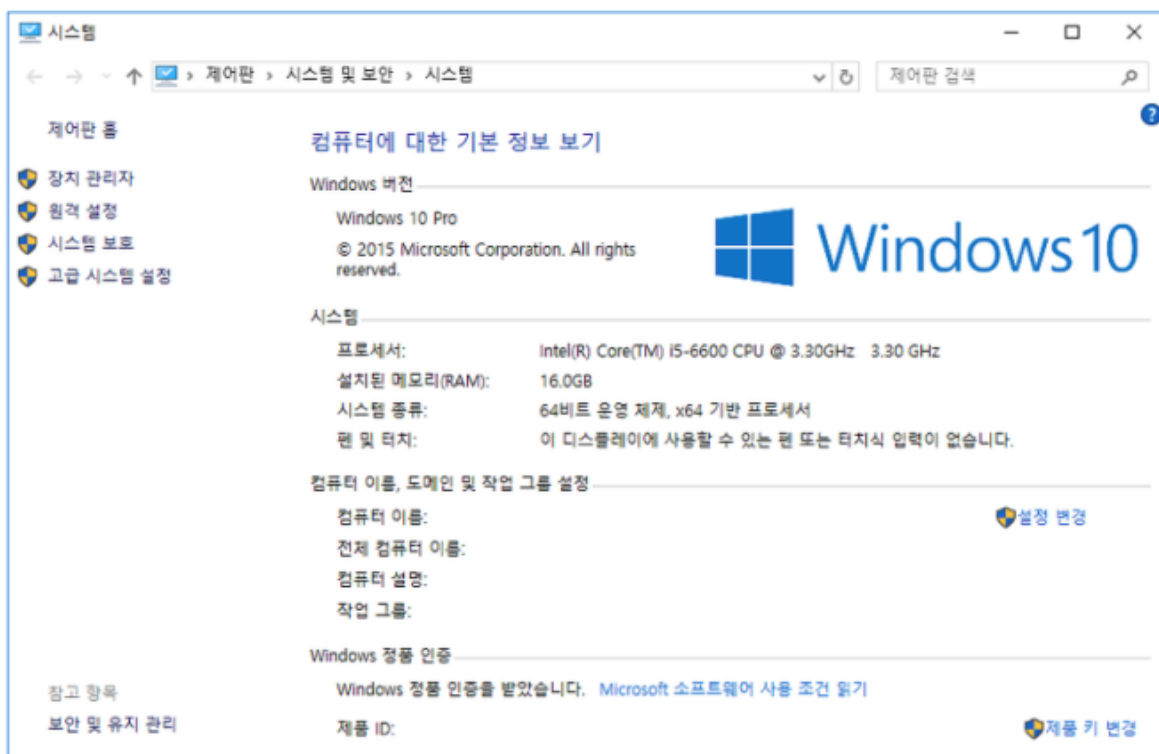 시스템
제어판 › 시스템 및 보안 › 시스템
제어판 검색
제어판 홈
장치 관리자
원격 설정
시스템 보호
고급 시스템 설정
컴퓨터에 대한 기본 정보 보기
Windows 버전
Windows 10 Pro
© 2015 Microsoft Corporation. All rights
reserved.
Windows 10
시스템
프로세서: Intel(R) Core(TM) i5-6600 CPU @ 3.30GHz 3.30 GHz
설치된 메모리(RAM): 16.0GB
시스템 종류: 64비트 운영 체제, x64 기반 프로세서
펜 및 터치: 이 디스플레이에 사용할 수 있는 펜 또는 터치식 입력이 없습니다.
컴퓨터 이름, 도메인 및 작업 그룹 설정
컴퓨터 이름: 설정 변경
전체 컴퓨터 이름:
컴퓨터 설명:
작업 그룹:
Windows 정품 인증
Windows 정품 인증을 받았습니다. Microsoft 소프트웨어 사용 조건 읽기
제품 ID: 제품 키 변경
참고 항목
보안 및 유지 관리